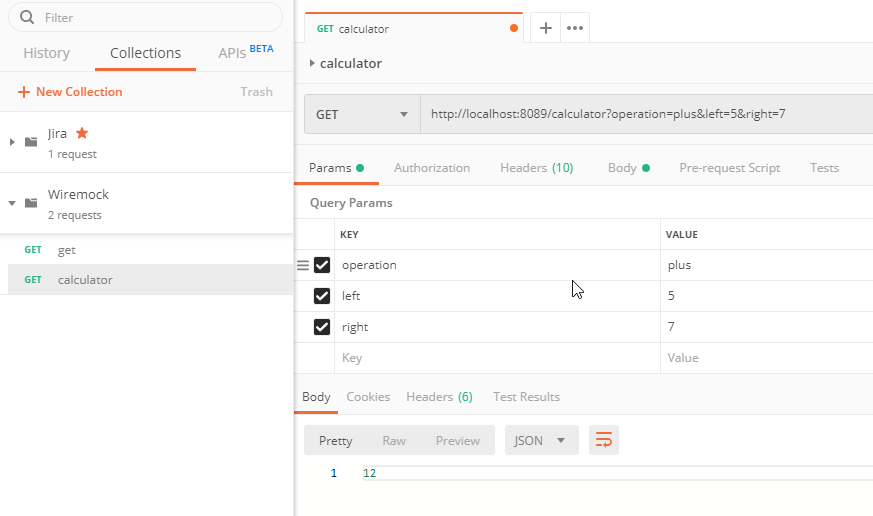 Filter
History Collections APIs BETA
+ New Collection Trash
Jira
1 request
Wiremock
2 requests
GET get
GET calculator
GET calculator
calculator
GET http://localhost:8089/calculator?operation=plus&left=5&right=7
Params Authorization Headers (10) Body Pre-request Script Tests
Query Params
KEY VALUE
operation plus
left 5
right 7
Key Value
Body Cookies Headers (6) Test Results
Pretty Raw Preview JSON
1 12